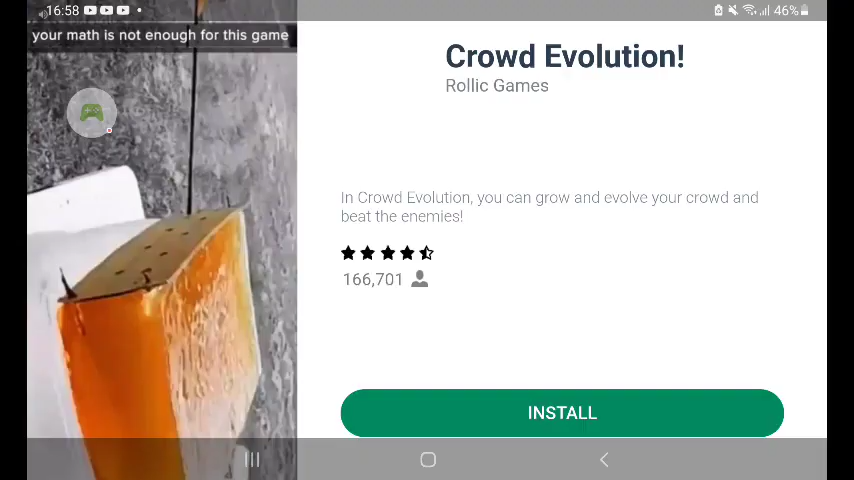 16:58
46%
your math is not enough for this game
Crowd Evolution!
Rollic Games
In Crowd Evolution, you can grow and evolve your crowd and
beat the enemies!
166,701
INSTALL